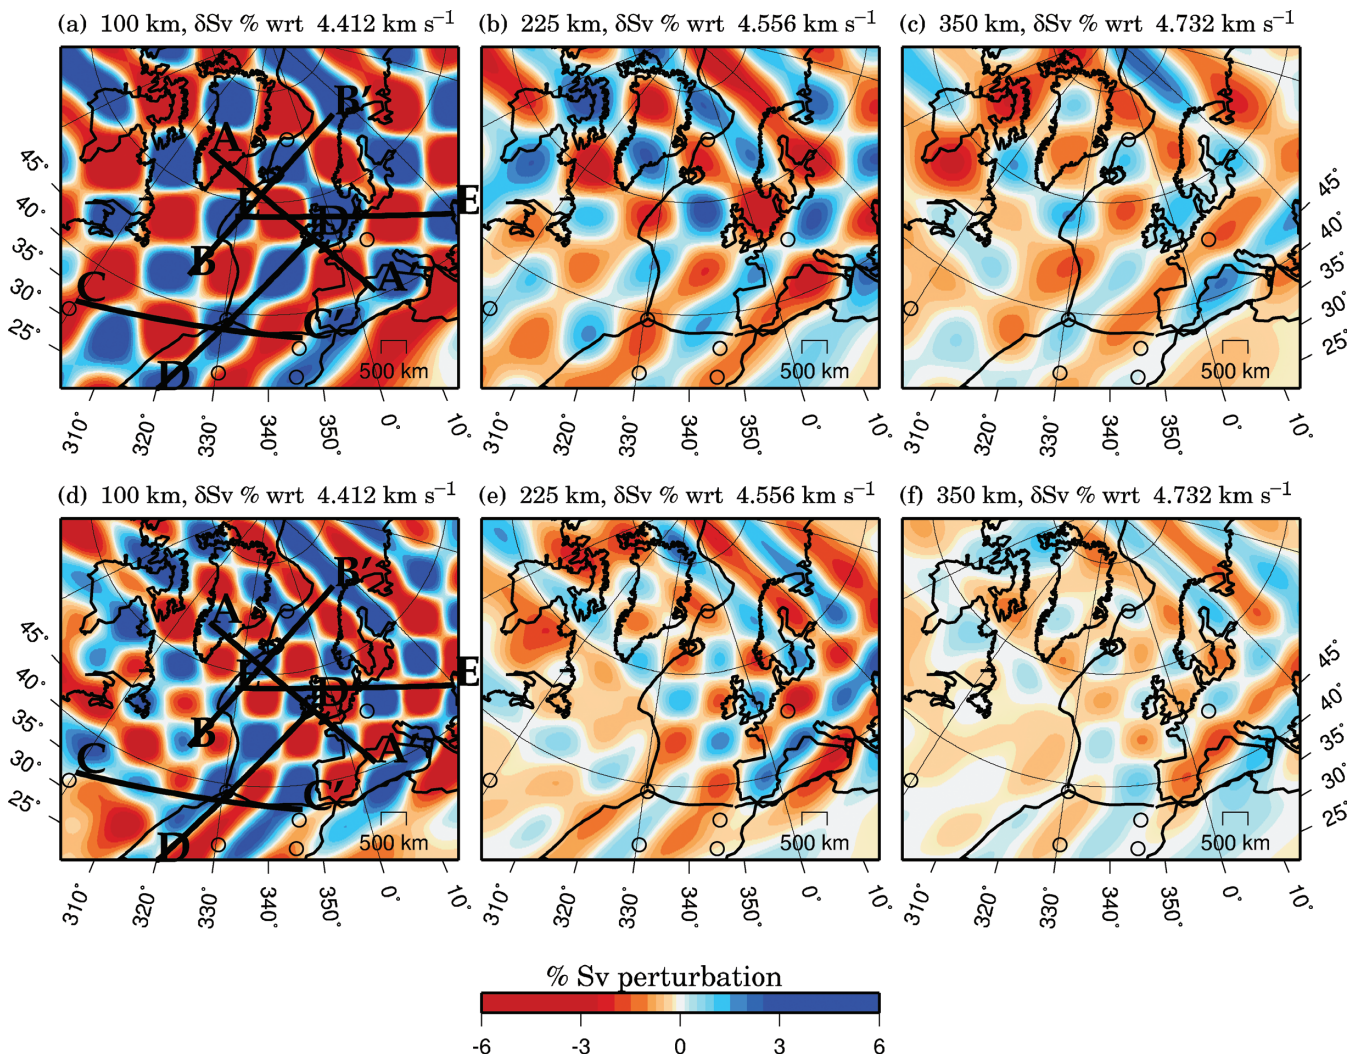 (a) 100 km, δSv % wrt 4.412 km s⁻¹
(b) 225 km, δSv % wrt 4.556 km s⁻¹
(c) 350 km, δSv % wrt 4.732 km s⁻¹
B′
A′
E′ E
D′
B
A
C
C′
D
500 km
500 km
500 km
45°
40°
35°
30°
25°
45°
40°
35°
30°
25°
310° 320° 330° 340° 350° 0° 10°
310° 320° 330° 340° 350° 0° 10°
310° 320° 330° 340° 350° 0° 10°
(d) 100 km, δSv % wrt 4.412 km s⁻¹
(e) 225 km, δSv % wrt 4.556 km s⁻¹
(f) 350 km, δSv % wrt 4.732 km s⁻¹
B′
A′
E′ E
D′
B
A
C
C′
D
500 km
500 km
500 km
45°
40°
35°
30°
25°
45°
40°
35°
30°
25°
310° 320° 330° 340° 350° 0° 10°
310° 320° 330° 340° 350° 0° 10°
310° 320° 330° 340° 350° 0° 10°
% Sv perturbation
-6 -3 0 3 6